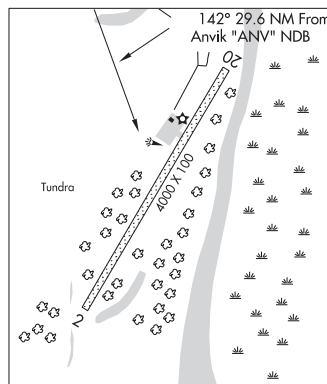 142° 29.6 NM From
Anvik "ANV" NDB
20
4000 X 100
Tundra
2